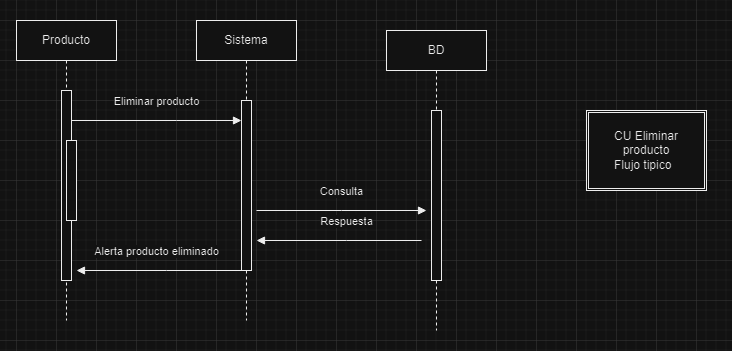 Producto
Sistema
BD
Eliminar producto
CU Eliminar
producto
Flujo tipico
Consulta
Respuesta
Alerta producto eliminado